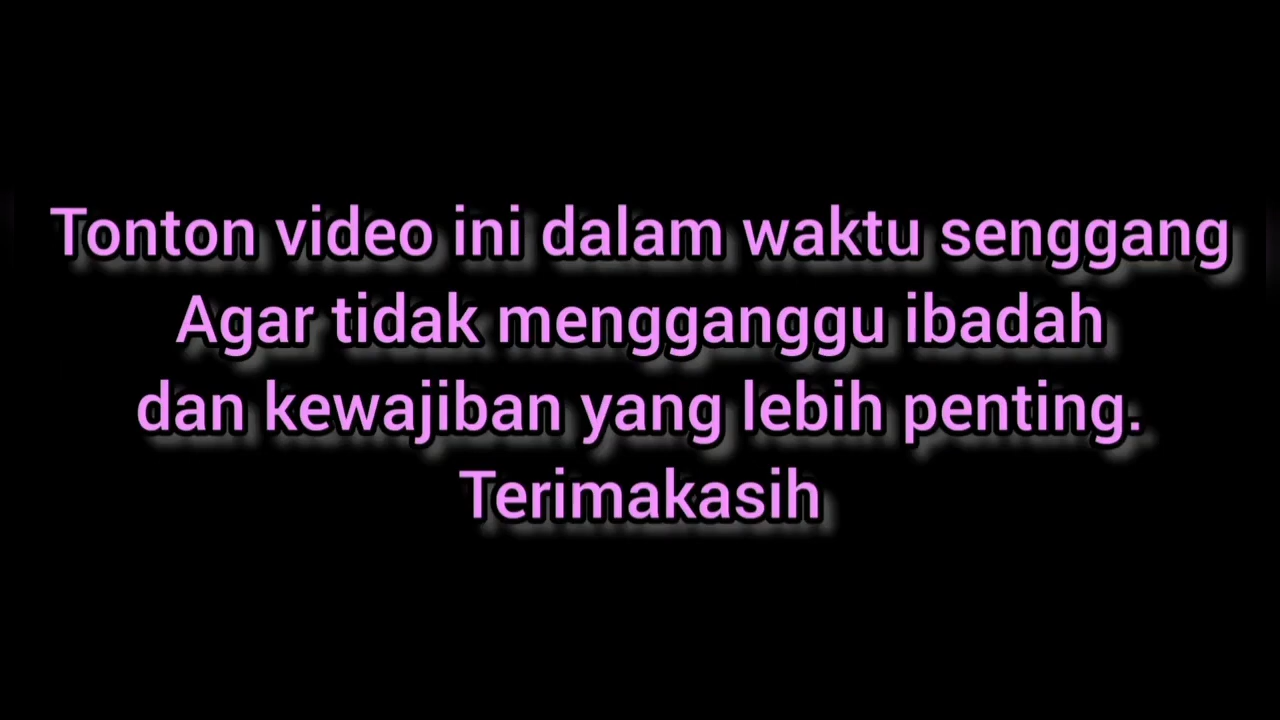 Tonton video ini dalam waktu senggang
Agar tidak mengganggu ibadah
dan kewajiban yang lebih penting.
Terimakasih